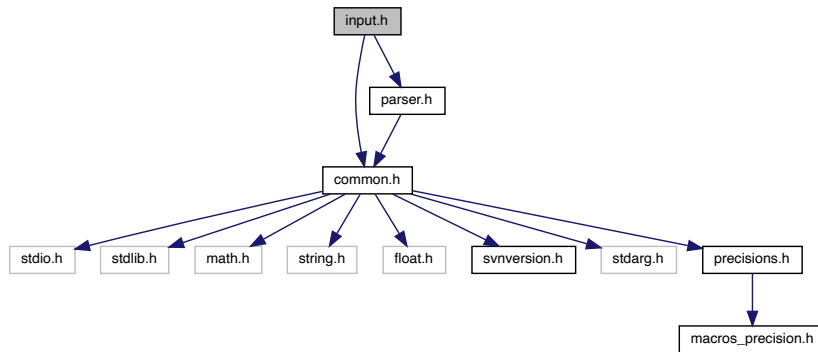 input.h
parser.h
common.h
stdio.h
stdlib.h
math.h
string.h
float.h
svnversion.h
stdarg.h
precisions.h
macros_precision.h